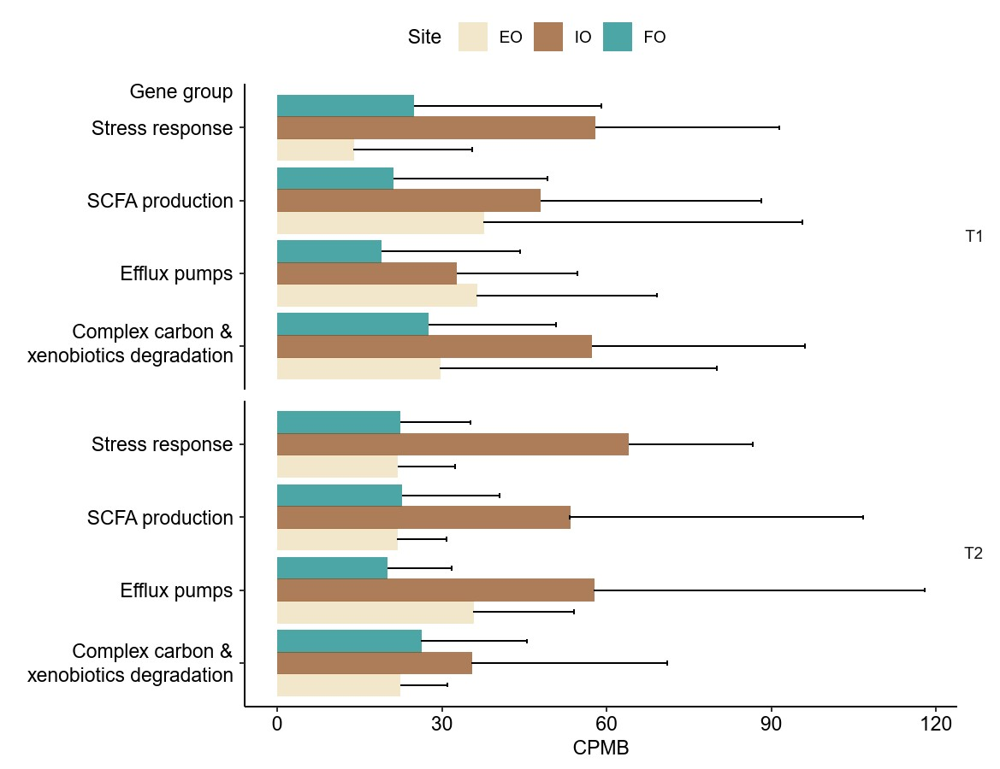 Site EO IO FO
Gene group
Stress response
SCFA production
T1
Efflux pumps
Complex carbon &
xenobiotics degradation
Stress response
SCFA production
T2
Efflux pumps
Complex carbon &
xenobiotics degradation
0 30 60 90 120
CPMB